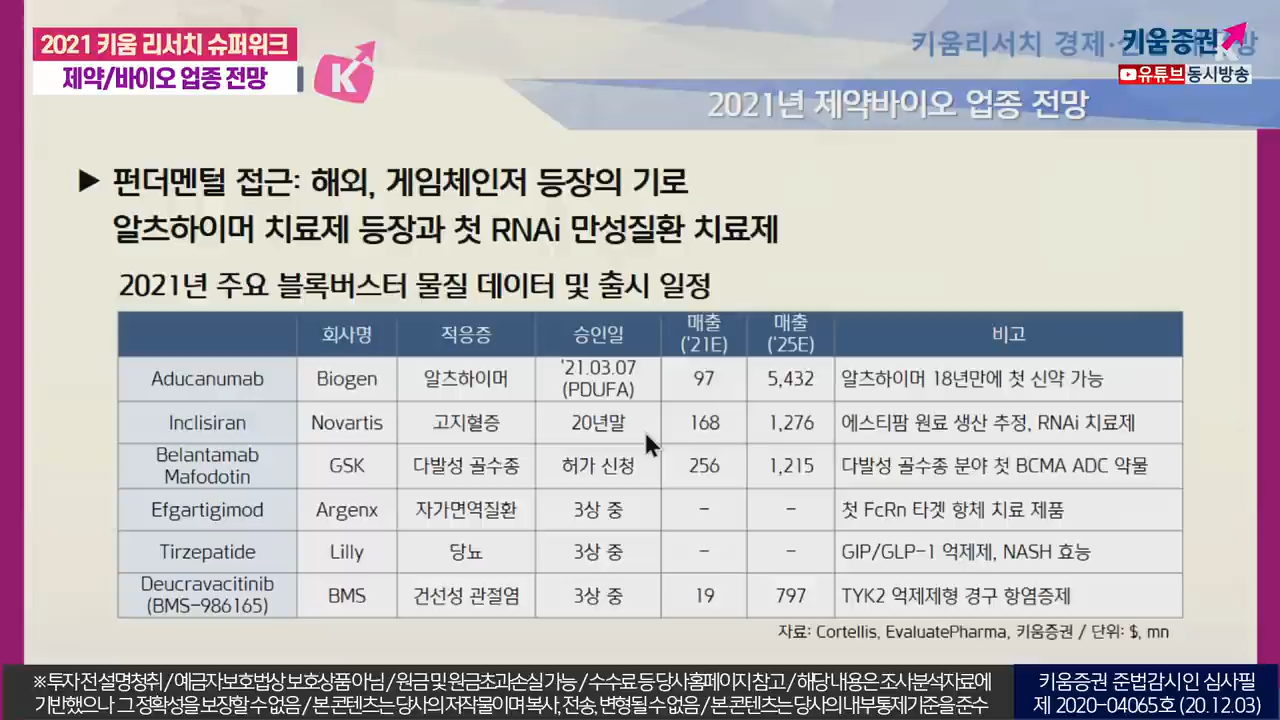 2021 키움 리서치 슈퍼위크
제약/바이오 업종 전망
K
키움리서치 경제·
키움증권
유튜브 동시방송
2021년 제약바이오 업종 전망
▶ 펀더멘털 접근: 해외, 게임체인저 등장의 기로
알츠하이머 치료제 등장과 첫 RNAi 만성질환 치료제
2021년 주요 블록버스터 물질 데이터 및 출시 일정
회사명 적응증 승인일 매출 ('21E) 매출 ('25E) 비고
Aducanumab Biogen 알츠하이머 '21.03.07 (PDUFA) 97 5,432 알츠하이머 18년만에 첫 신약 가능
Inclisiran Novartis 고지혈증 20년말 168 1,276 에스티팜 원료 생산 추정, RNAi 치료제
Belantamab Mafodotin GSK 다발성 골수종 허가 신청 256 1,215 다발성 골수종 분야 첫 BCMA ADC 약물
Efgartigimod Argenx 자가면역질환 3상 중 – – 첫 FcRn 타겟 항체 치료 제품
Tirzepatide Lilly 당뇨 3상 중 – – GIP/GLP-1 억제제, NASH 효능
Deucravacitinib (BMS-986165) BMS 건선성 관절염 3상 중 19 797 TYK2 억제제형 경구 항염증제
자료: Cortellis, EvaluatePharma, 키움증권 / 단위: $, mn
※ 투자 전 설명청취 / 예금자보호법상 보호상품 아님 / 원금 및 원금초과손실 가능 / 수수료 등 당사홈페이지 참고 / 해당 내용은 조사분석자료에
기반했으나 그 정확성을 보장할 수 없음 / 본 콘텐츠는 당사의 저작물이며 복사, 전송, 변형될 수 없음 / 본 콘텐츠는 당사의 내부통제기준을 준수
키움증권 준법감시인 심사필
제 2020-04065호 (20.12.03)